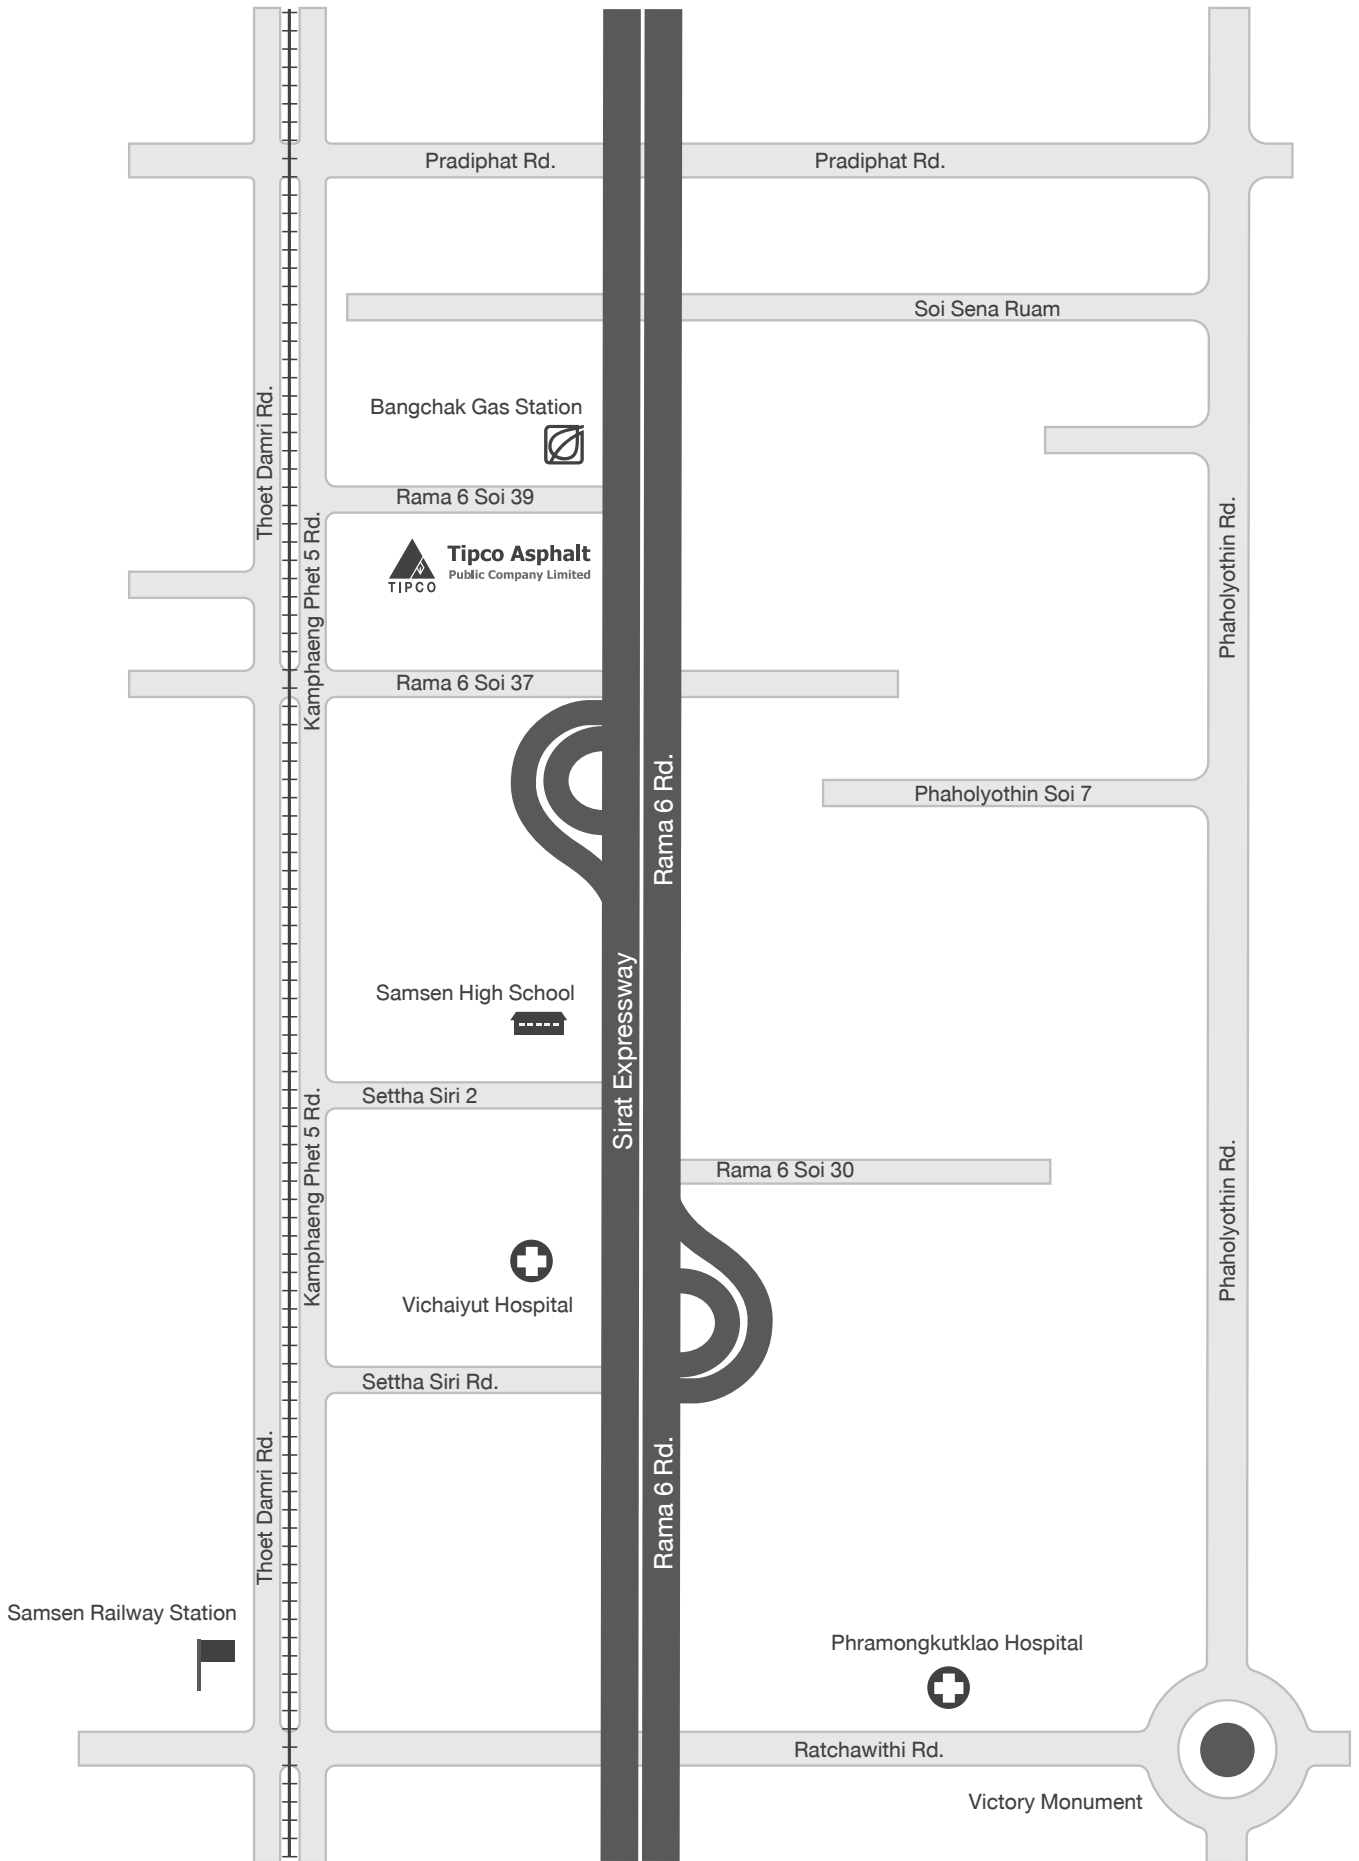 Pradiphat Rd.
Pradiphat Rd.
Soi Sena Ruam
Thoet Damri Rd.
Bangchak Gas Station
Rama 6 Soi 39
Kamphaeng Phet 5 Rd.
TIPCO
Tipco Asphalt
Public Company Limited
Phaholyothin Rd.
Rama 6 Soi 37
Rama 6 Rd.
Phaholyothin Soi 7
Sirat Expressway
Samsen High School
Settha Siri 2
Kamphaeng Phet 5 Rd.
Rama 6 Soi 30
Phaholyothin Rd.
Vichaiyut Hospital
Settha Siri Rd.
Thoet Damri Rd.
Rama 6 Rd.
Samsen Railway Station
Phramongkutklao Hospital
Ratchawithi Rd.
Victory Monument